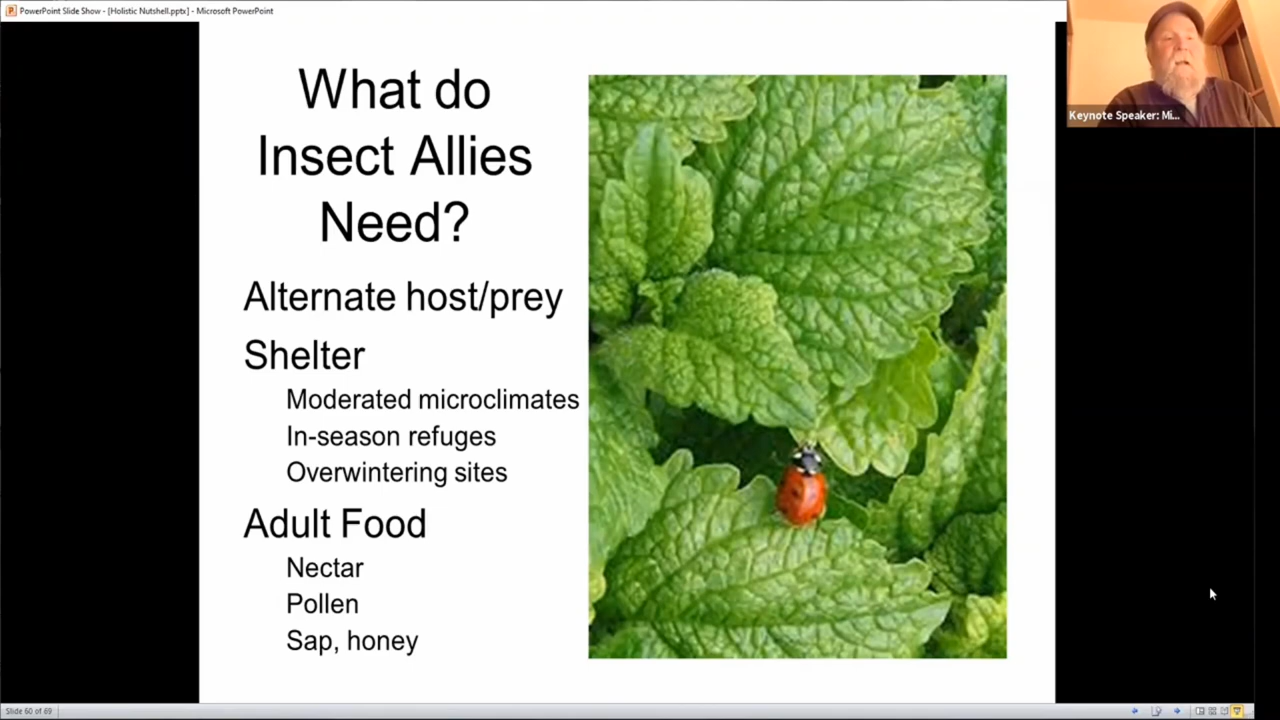 PowerPoint Slide Show - [Holistic Nutshell.pptx] - Microsoft PowerPoint
Keynote Speaker: Mi...
What do
Insect Allies
Need?
Alternate host/prey
Shelter
Moderated microclimates
In-season refuges
Overwintering sites
Adult Food
Nectar
Pollen
Sap, honey
Slide 60 of 69